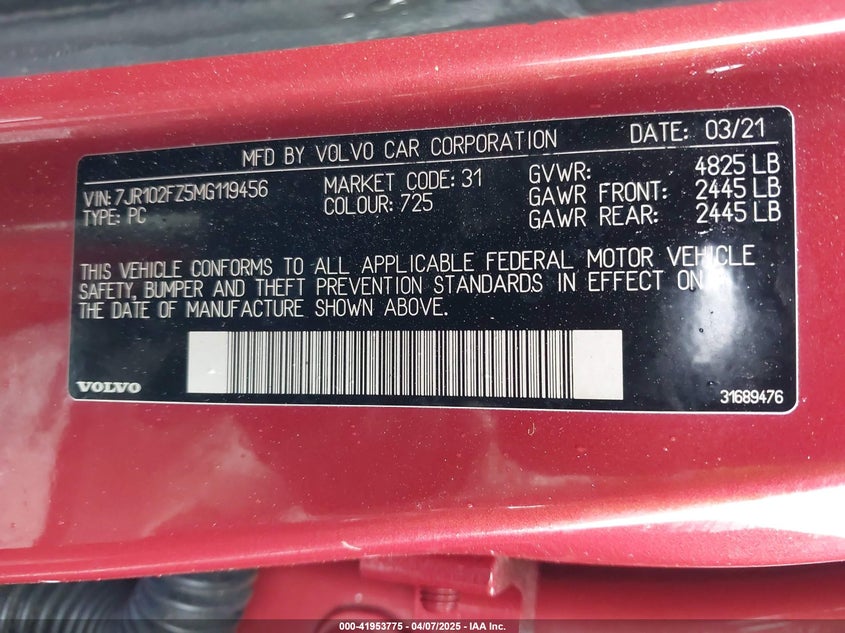 MFD BY VOLVO CAR CORPORATION DATE: 03/21
VIN: 7JR102FZ5MG119456 MARKET CODE: 31 GVWR: 4825 LB
TYPE: PC COLOUR: 725 GAWR FRONT: 2445 LB
GAWR REAR: 2445 LB
THIS VEHICLE CONFORMS TO ALL APPLICABLE FEDERAL MOTOR VEHICLE
SAFETY, BUMPER AND THEFT PREVENTION STANDARDS IN EFFECT ON
THE DATE OF MANUFACTURE SHOWN ABOVE.
VOLVO 31689476
000-41953775 - 04/07/2025 - IAA Inc.